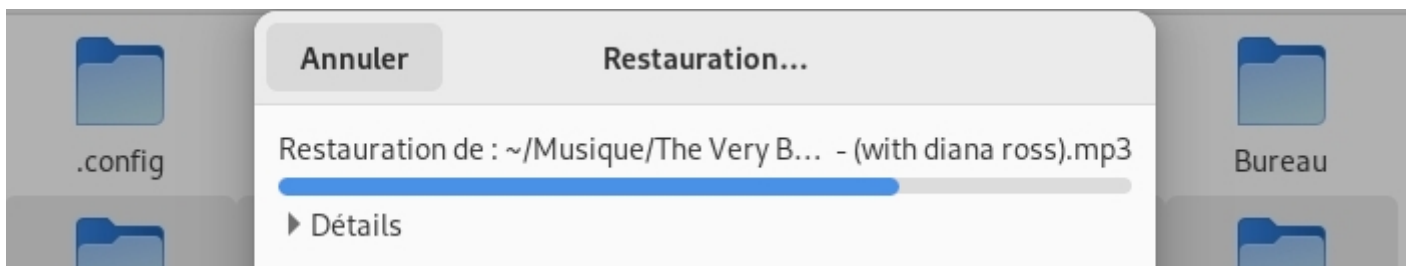 Annuler
Restauration…
.config
Restauration de : ~/Musique/The Very B… - (with diana ross).mp3
Bureau
Détails